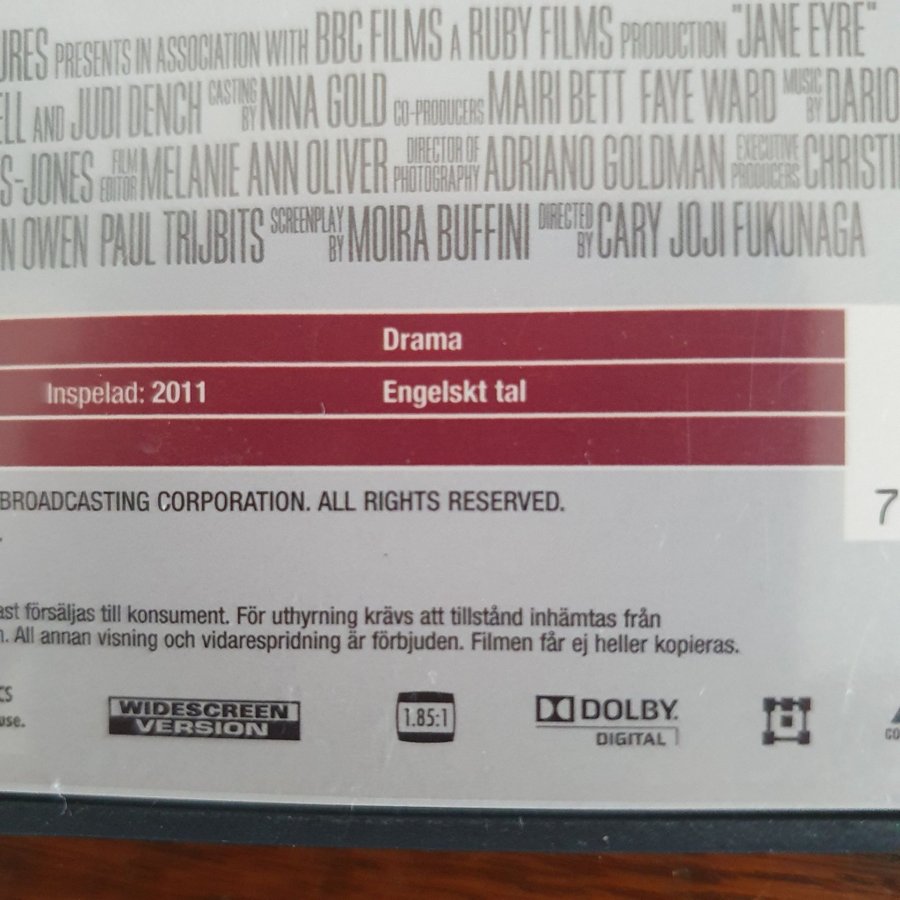 URES PRESENTS IN ASSOCIATION WITH BBC FILMS A RUBY FILMS PRODUCTION "JANE EYRE"
ELL AND JUDI DENCH CASTING BY NINA GOLD CO-PRODUCERS MAIRI BETT FAYE WARD MUSIC BY DARIO
S-JONES FILM EDITOR MELANIE ANN OLIVER DIRECTOR OF PHOTOGRAPHY ADRIANO GOLDMAN EXECUTIVE PRODUCERS CHRISTI
N OWEN PAUL TRIJBITS SCREENPLAY BY MOIRA BUFFINI DIRECTED BY CARY JOJI FUKUNAGA
Drama
Inspelad: 2011 Engelskt tal
BROADCASTING CORPORATION. ALL RIGHTS RESERVED.
7
ast försäljas till konsument. För uthyrning krävs att tillstånd inhämtas från
n. All annan visning och vidarespridning är förbjuden. Filmen får ej heller kopieras.
CS
use.
WIDESCREEN
VERSION
1.85:1
DOLBY
DIGITAL
CO